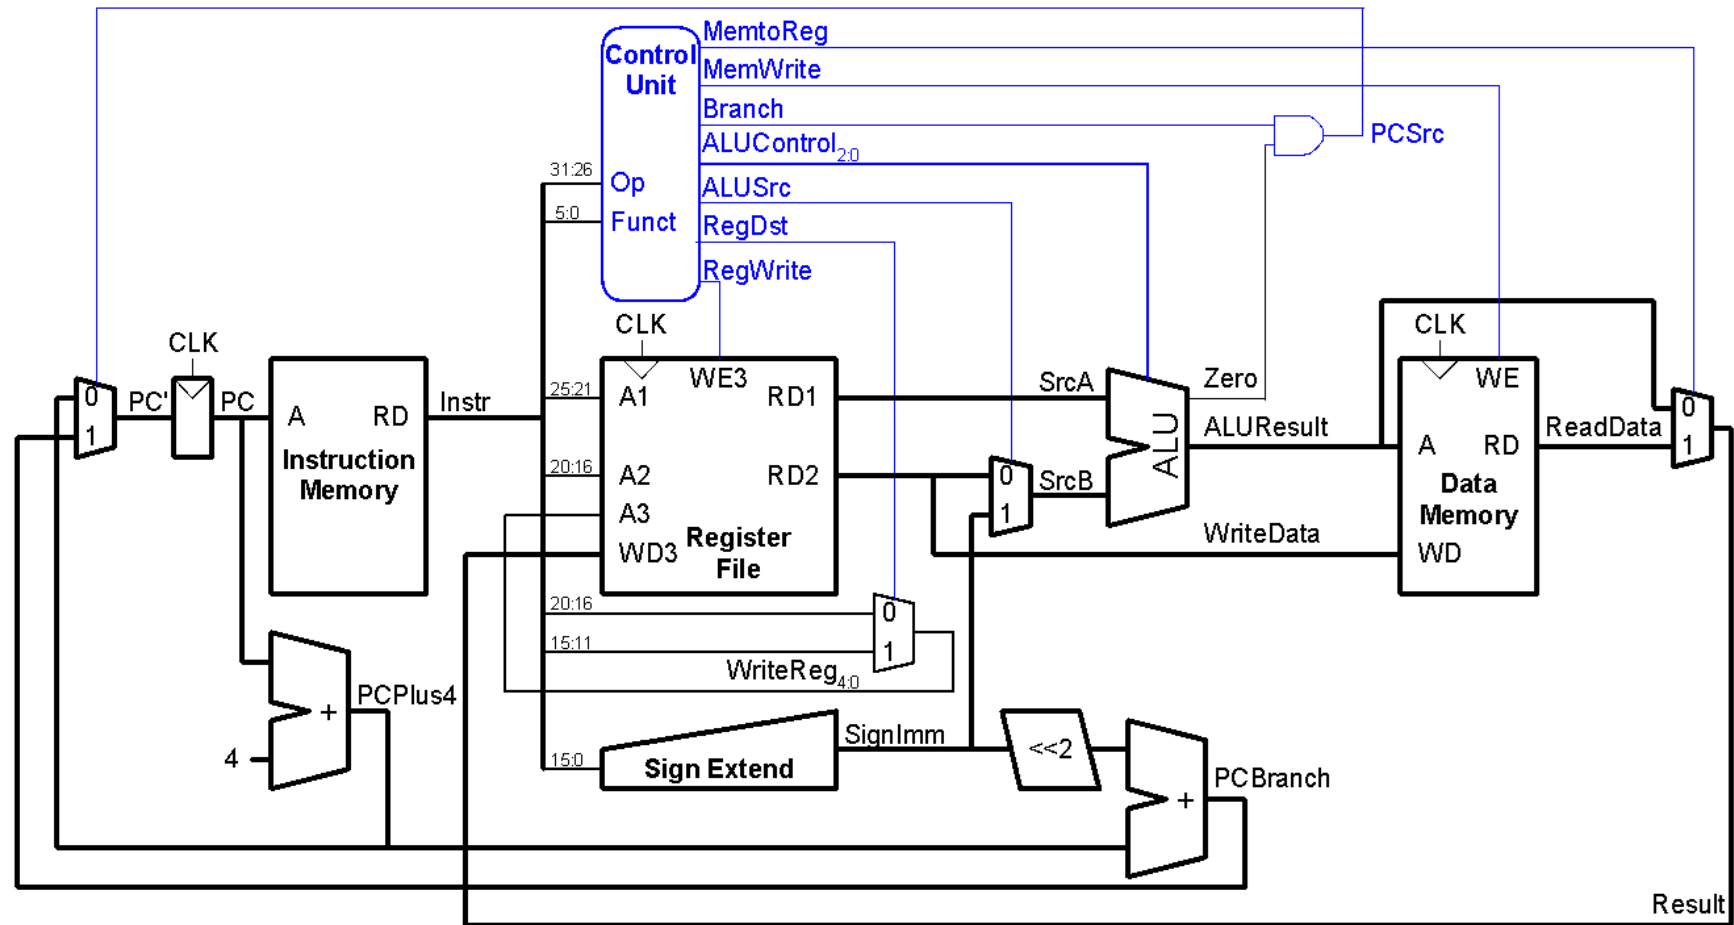 MemtoReg
Control
Unit
MemWrite
Branch
PCSrc
ALUControl2:0
31:26
Op
ALUSrc
5:0
Funct
RegDst
RegWrite
CLK
CLK
CLK
0
1
PC'
PC
A
RD
Instr
Instruction
Memory
25:21
A1
WE3
RD1
20:16
A2
RD2
A3
WD3
Register
File
SrcA
0
1
SrcB
ALU
Zero
ALUResult
WriteData
WE
A
RD
Data
Memory
WD
ReadData
0
1
20:16
0
15:11
1
WriteReg4:0
PCPlus4
+
4
SignImm
15:0
Sign Extend
<<2
PCBranch
+
Result